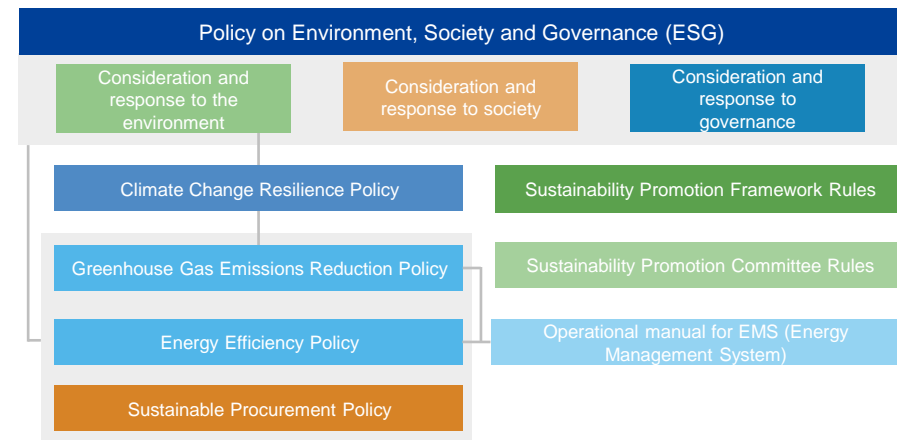 Policy on Environment, Society and Governance (ESG)
Consideration and
response to the
environment
Consideration and
response to society
Consideration and
response to
governance
Climate Change Resilience Policy
Sustainability Promotion Framework Rules
Greenhouse Gas Emissions Reduction Policy
Sustainability Promotion Committee Rules
Energy Efficiency Policy
Operational manual for EMS (Energy
Management System)
Sustainable Procurement Policy